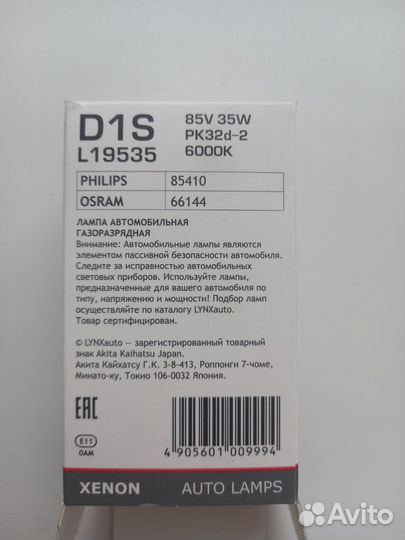 D1S 85V 35W
PK32d-2
L19535 6000K
PHILIPS 85410
OSRAM 66144
ЛАМПА АВТОМОБИЛЬНАЯ
ГАЗОРАЗРЯДНАЯ
Внимание: Автомобильные лампы являются
элементом пассивной безопасности автомобиля.
Следите за исправностью автомобильных
световых приборов. Используйте лампы,
предназначенные для вашего автомобиля по
типу, напряжению и мощности! Подбор ламп
осуществляйте по каталогу LYNXauto.
Товар сертифицирован.
© LYNXauto — зарегистрированный товарный
знак Akita Kaihatsu Japan.
Акита Кайхатсу Г.К. 3-8-413, Роппонги 7-чоме,
Минато-ку, Токио 106-0032 Япония.
EAC
E11
0AM
4 905601 009994
XENON AUTO LAMPS
Avito